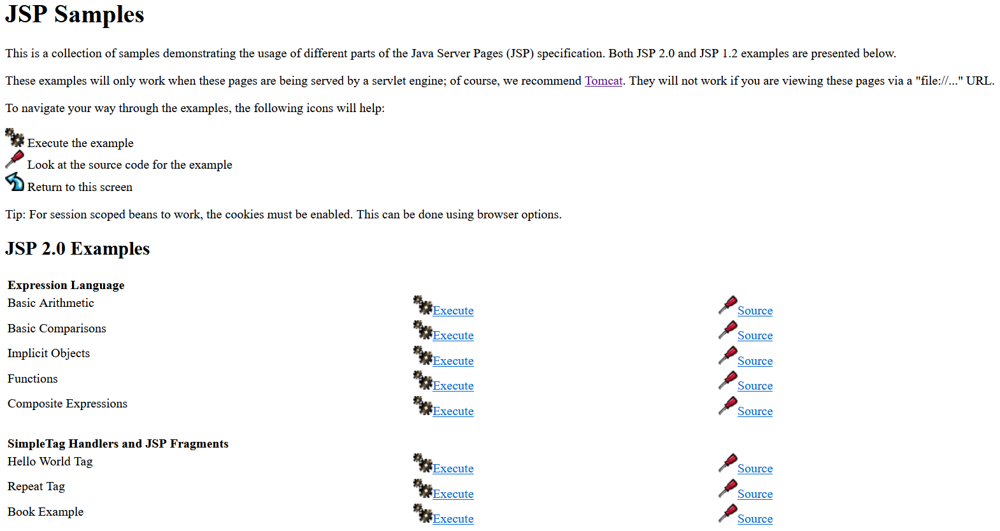 JSP Samples
This is a collection of samples demonstrating the usage of different parts of the Java Server Pages (JSP) specification. Both JSP 2.0 and JSP 1.2 examples are presented below.
These examples will only work when these pages are being served by a servlet engine; of course, we recommend Tomcat. They will not work if you are viewing these pages via a "file://..." URL.
To navigate your way through the examples, the following icons will help:
Execute the example
Look at the source code for the example
Return to this screen
Tip: For session scoped beans to work, the cookies must be enabled. This can be done using browser options.
JSP 2.0 Examples
Expression Language
Basic Arithmetic Execute Source
Basic Comparisons Execute Source
Implicit Objects Execute Source
Functions Execute Source
Composite Expressions Execute Source
SimpleTag Handlers and JSP Fragments
Hello World Tag Execute Source
Repeat Tag Execute Source
Book Example Execute Source